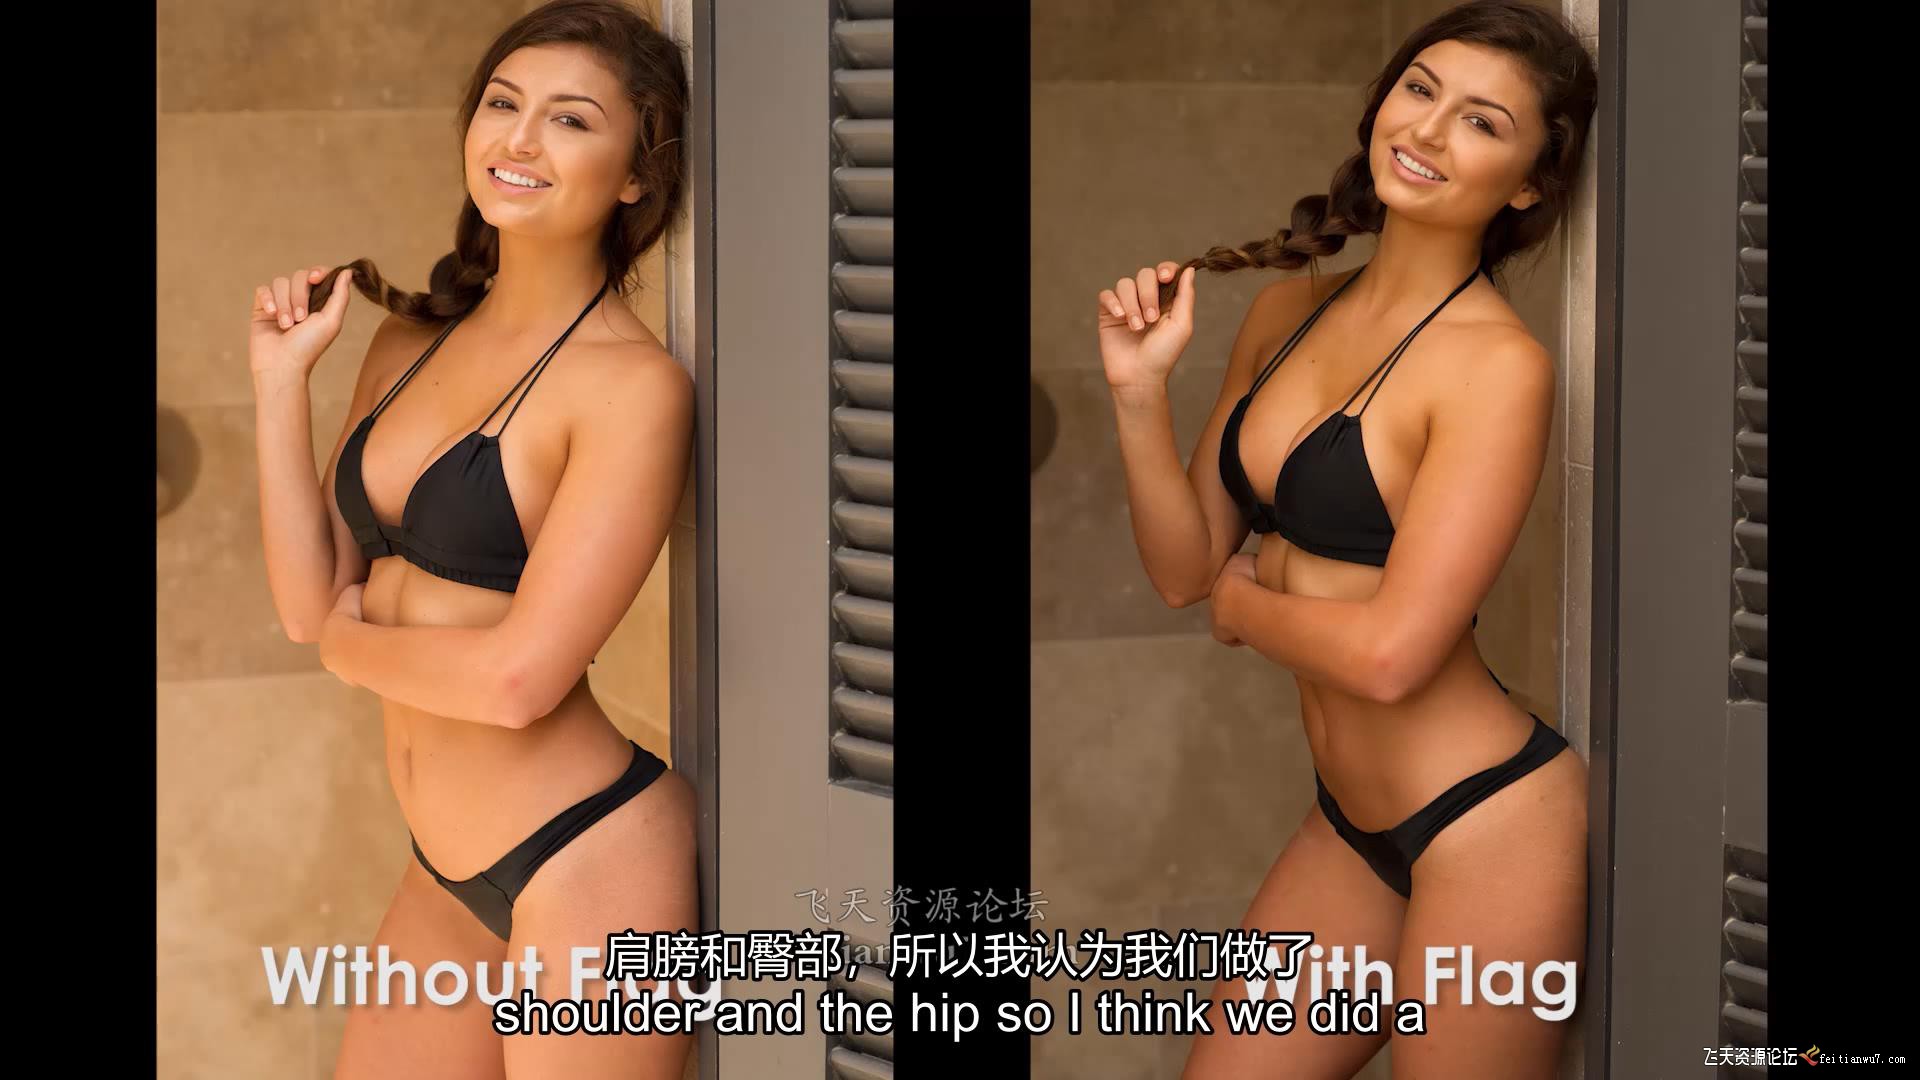 飞天资源论坛
Without Flag
With Flag
肩膀和臀部，所以我认为我们做了
shoulder and the hip so I think we did a
飞天资源论坛 feitianwu7.com